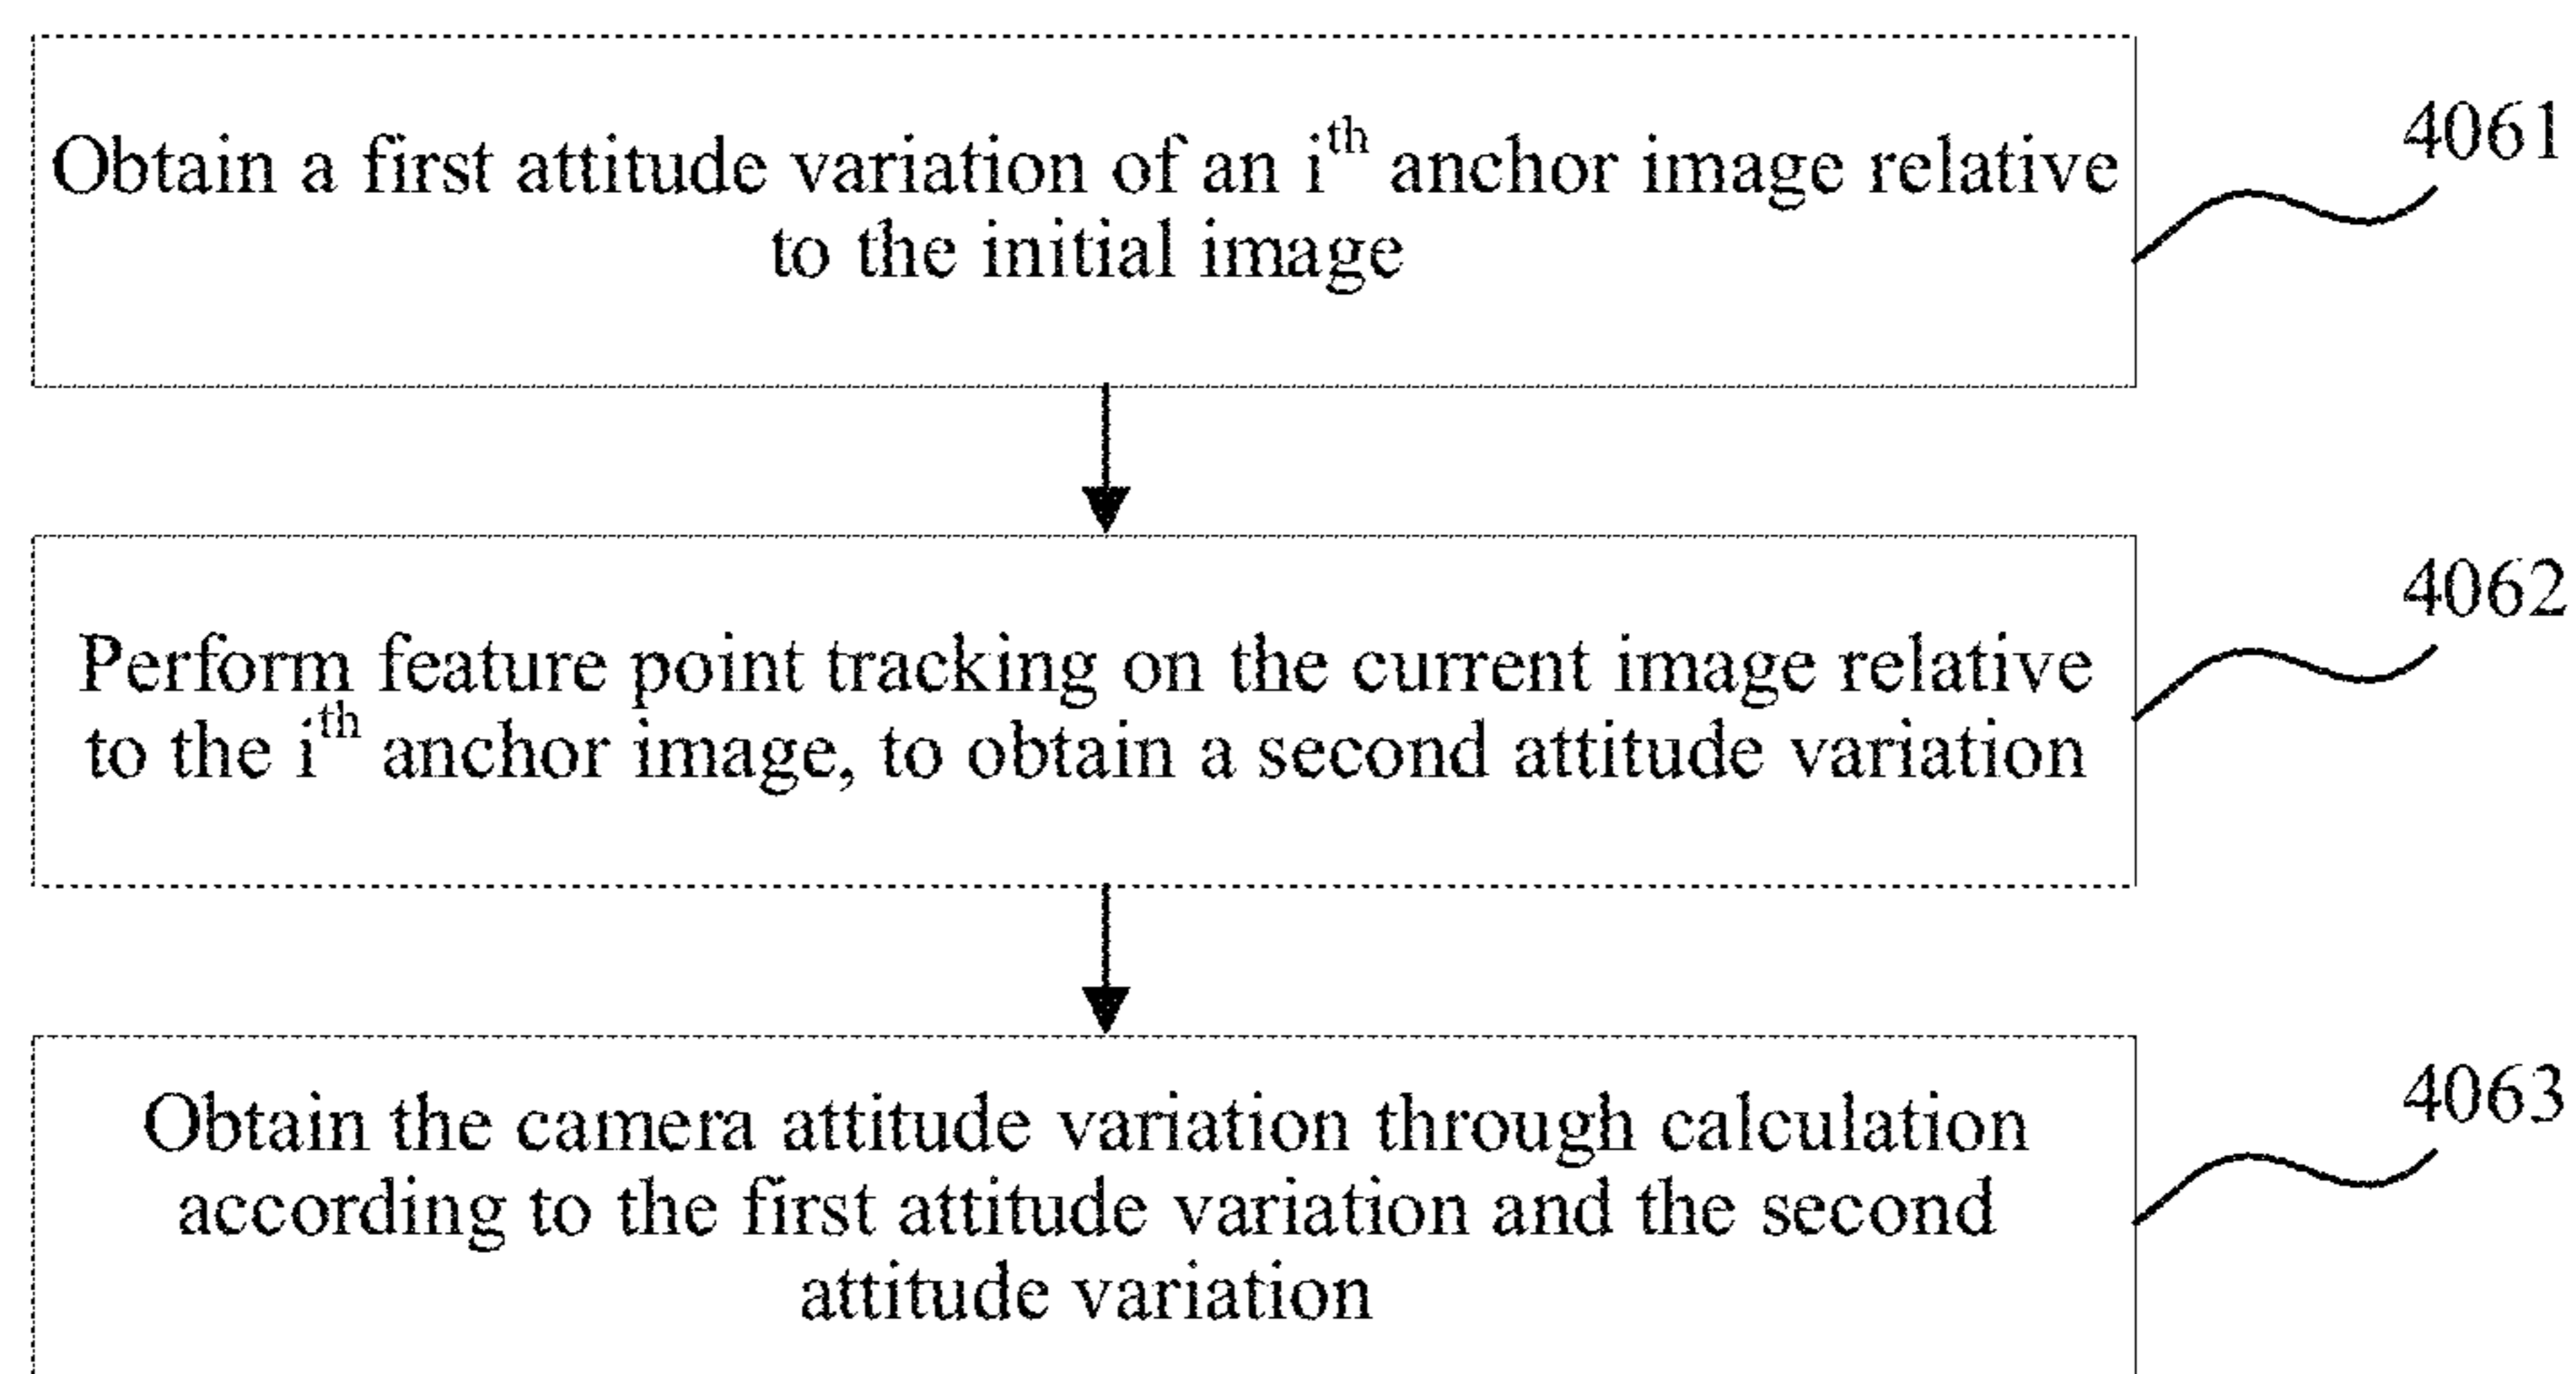 Obtain a first attitude variation of an i^th anchor image relative
to the initial image
4061
Perform feature point tracking on the current image relative
to the i^th anchor image, to obtain a second attitude variation
4062
Obtain the camera attitude variation through calculation
according to the first attitude variation and the second
attitude variation
4063